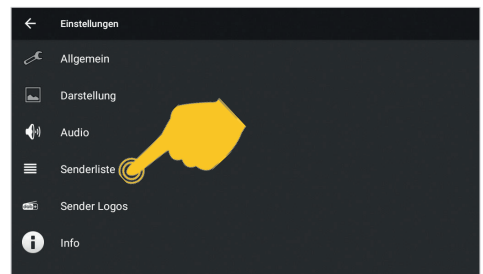 Einstellungen
Allgemein
Darstellung
Audio
Senderliste
Sender Logos
Info